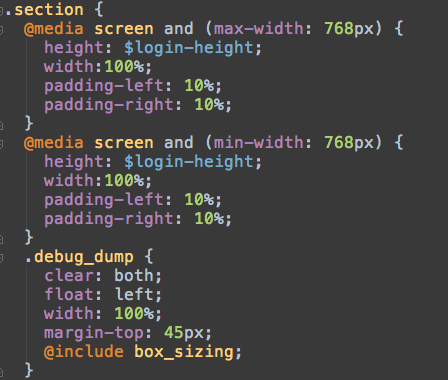 .section {
@media screen and (max-width: 768px) {
height: $login-height;
width:100%;
padding-left: 10%;
padding-right: 10%;
}
@media screen and (min-width: 768px) {
height: $login-height;
width:100%;
padding-left: 10%;
padding-right: 10%;
}
.debug_dump {
clear: both;
float: left;
width: 100%;
margin-top: 45px;
@include box_sizing;
}